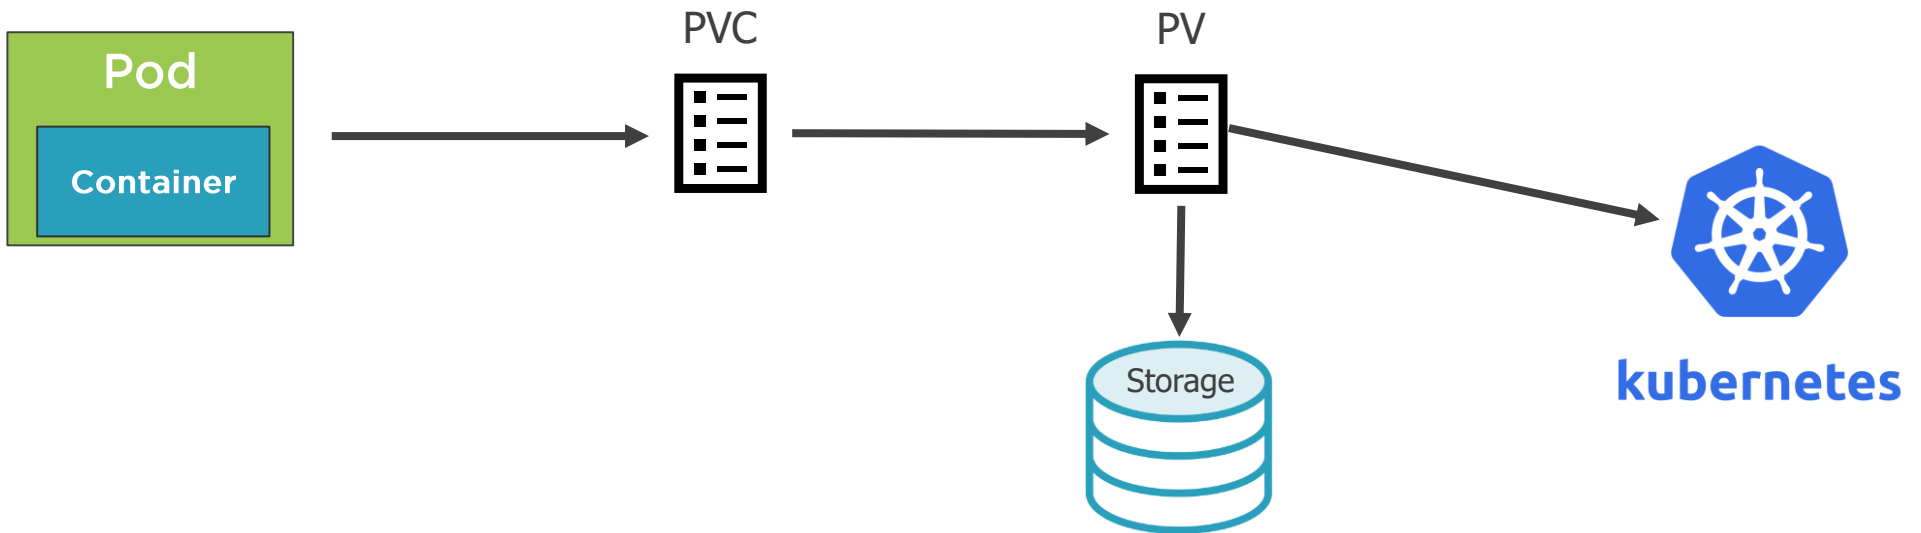 Pod
Container
PVC
PV
Storage
kubernetes